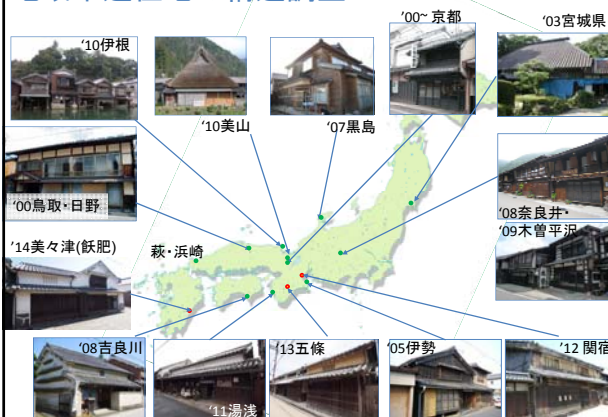 '10伊根
'10美山
'07黒島
'00~ 京都
'03宮城県
'00鳥取・日野
'08奈良井・
'09木曽平沢
'14美々津(飫肥)
萩・浜崎
'08吉良川
'11湯浅
'13五條
'05伊勢
'12 関宿